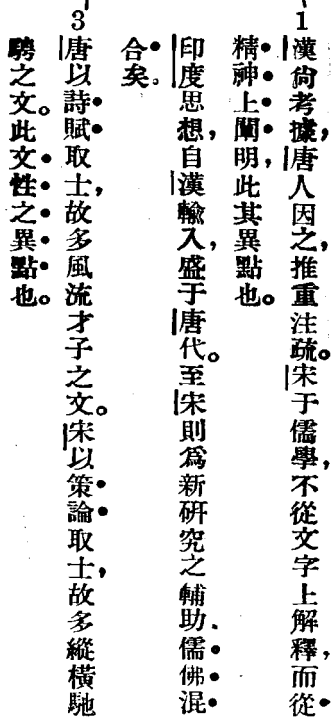 1漢尙考據，唐人因之，推重注疏。宋于儒學，不從文字上解釋，而從
精神上闡明，此其異點也。
印度思想，自漢輸入，盛于唐代。至宋則爲新研究之輔助．儒佛混
合矣。
3唐以詩賦取士，故多風流才子之文。宋以策論取士，故多縱橫馳
騁之文。此文性之異點也。